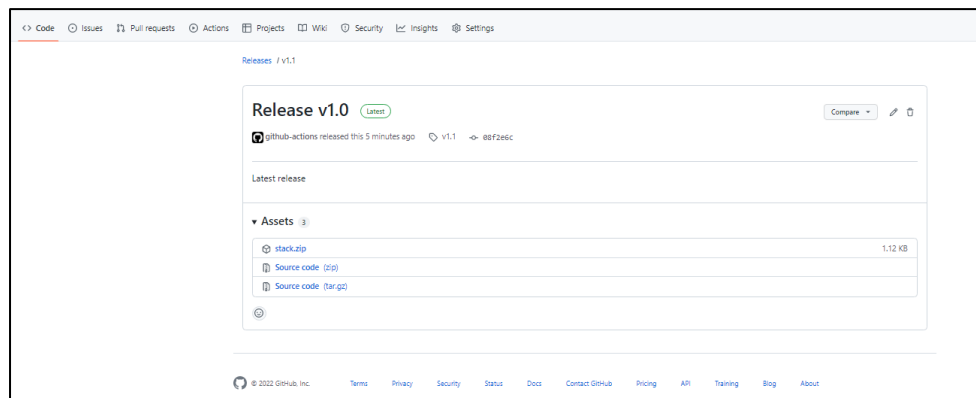 <> Code Issues Pull requests Actions Projects Wiki Security Insights Settings
Releases / v1.1
Release v1.0 Latest Compare
github-actions released this 5 minutes ago v1.1 08f2e6c
Latest release
Assets 3
stack.zip 1.12 KB
Source code (zip)
Source code (tar.gz)
© 2022 GitHub, Inc. Terms Privacy Security Status Docs Contact GitHub Pricing API Training Blog About